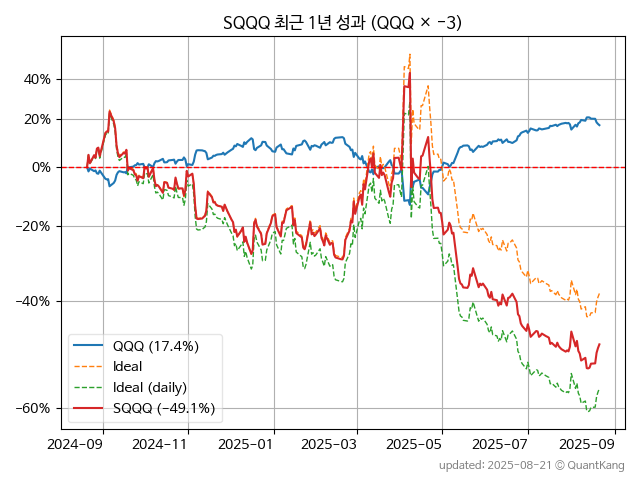 SQQQ 최근 1년 성과 (QQQ × −3)
40%
20%
0%
−20%
−40%
−60%
QQQ (17.4%)
Ideal
Ideal (daily)
SQQQ (−49.1%)
2024-09 2024-11 2025-01 2025-03 2025-05 2025-07 2025-09
updated: 2025-08-21 © QuantKang